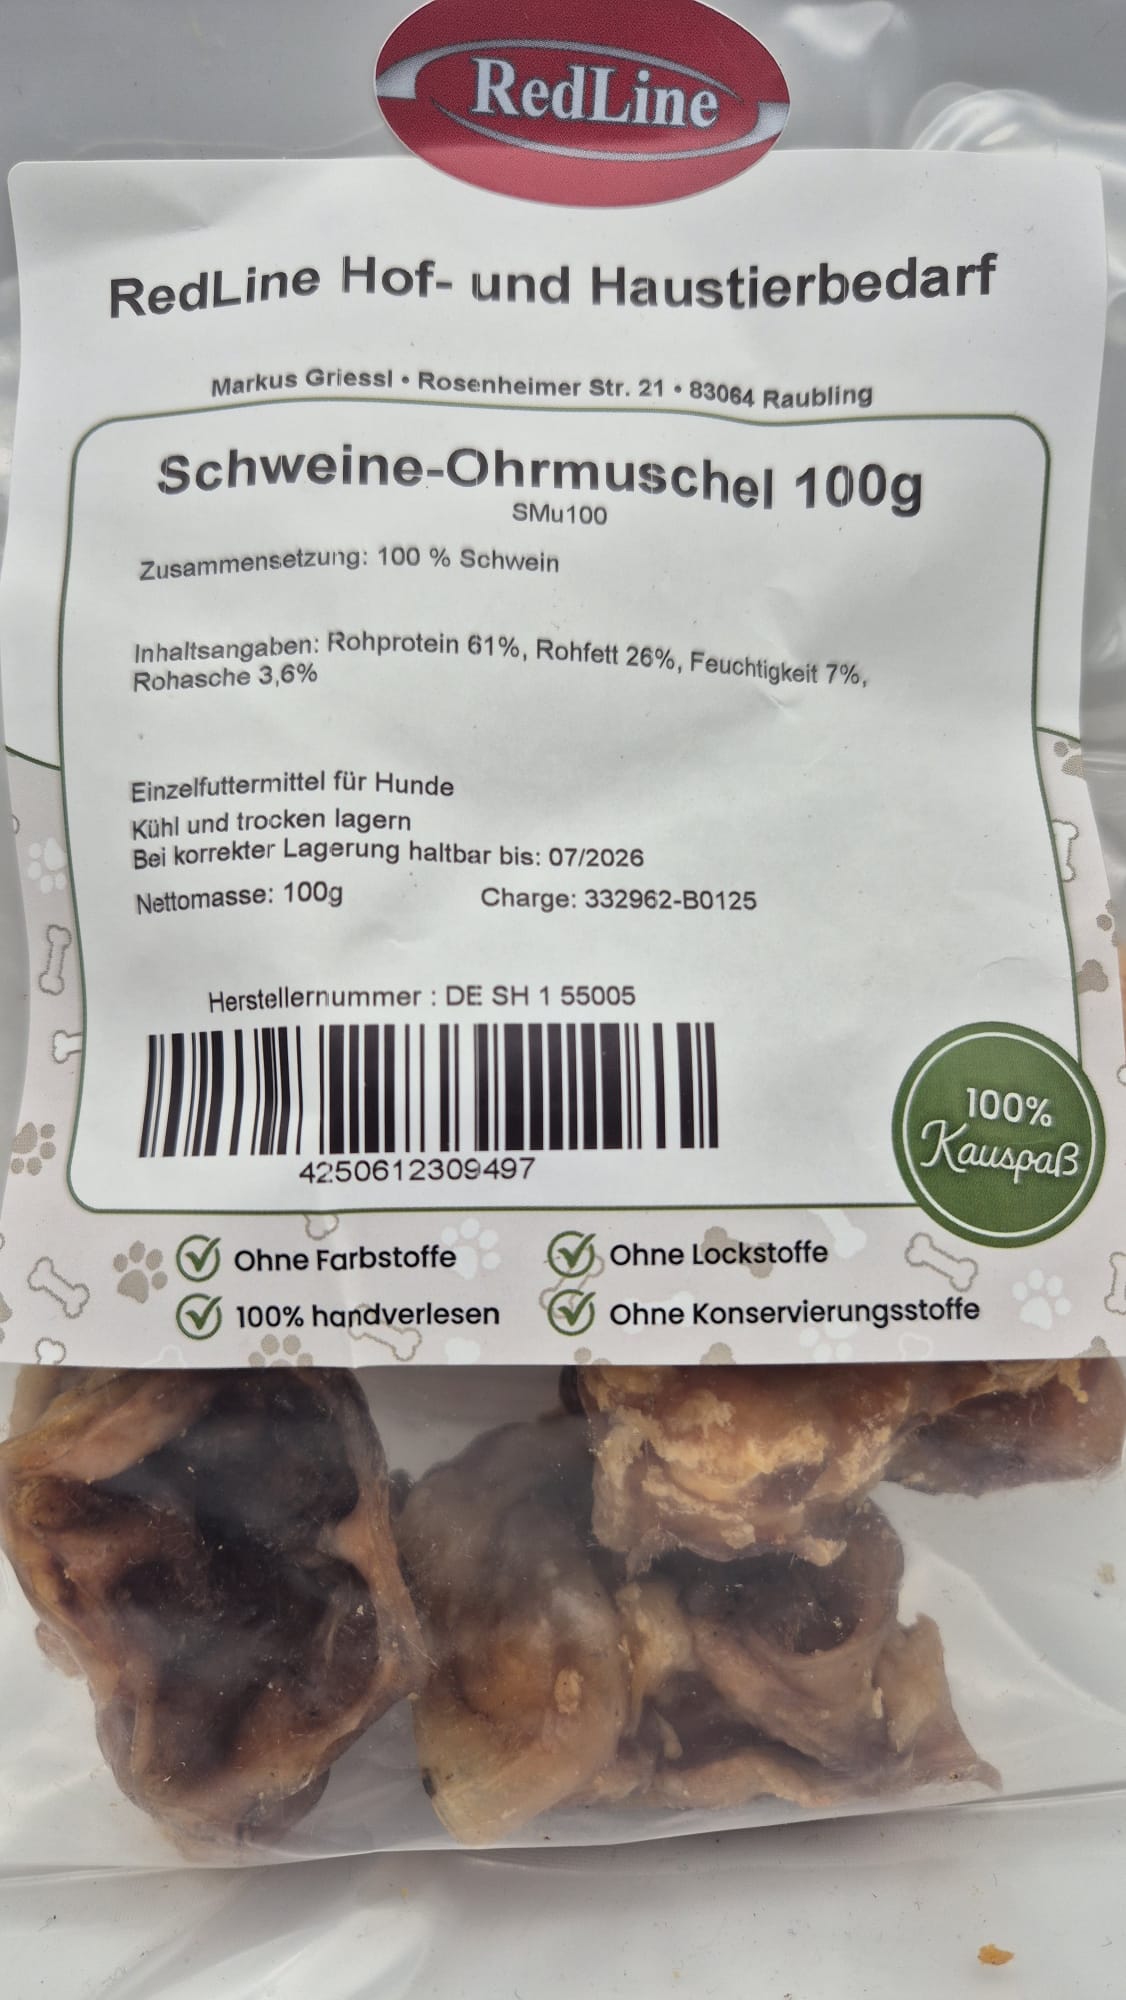 RedLine
RedLine Hof- und Haustierbedarf
Markus Griessl • Rosenheimer Str. 21 • 83064 Raubling
Schweine-Ohrmuschel 100g
SMu100
Zusammensetzung: 100 % Schwein
Inhaltsangaben: Rohprotein 61%, Rohfett 26%, Feuchtigkeit 7%,
Rohasche 3,6%
Einzelfuttermittel für Hunde
Kühl und trocken lagern
Bei korrekter Lagerung haltbar bis: 07/2026
Nettomasse: 100g Charge: 332962-B0125
Herstellernummer : DE SH 1 55005
4250612309497
100%
Kauspaß
Ohne Farbstoffe Ohne Lockstoffe
100% handverlesen Ohne Konservierungsstoffe